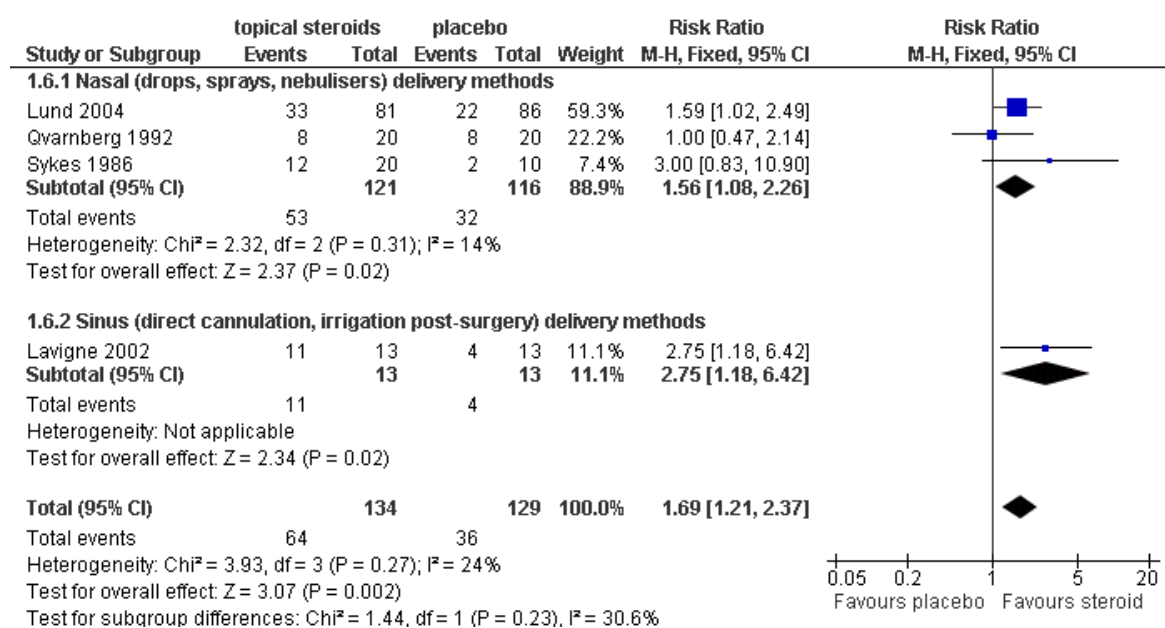 topical steroids placebo Risk Ratio Risk Ratio
Study or Subgroup Events Total Events Total Weight M-H, Fixed, 95% CI M-H, Fixed, 95% CI
1.6.1 Nasal (drops, sprays, nebulisers) delivery methods
Lund 2004 33 81 22 86 59.3% 1.59 [1.02, 2.49]
Qvarnberg 1992 8 20 8 20 22.2% 1.00 [0.47, 2.14]
Sykes 1986 12 20 2 10 7.4% 3.00 [0.83, 10.90]
Subtotal (95% CI) 121 116 88.9% 1.56 [1.08, 2.26]
Total events 53 32
Heterogeneity: Chi² = 2.32, df = 2 (P = 0.31); I² = 14%
Test for overall effect: Z = 2.37 (P = 0.02)
1.6.2 Sinus (direct cannulation, irrigation post-surgery) delivery methods
Lavigne 2002 11 13 4 13 11.1% 2.75 [1.18, 6.42]
Subtotal (95% CI) 13 13 11.1% 2.75 [1.18, 6.42]
Total events 11 4
Heterogeneity: Not applicable
Test for overall effect: Z = 2.34 (P = 0.02)
Total (95% CI) 134 129 100.0% 1.69 [1.21, 2.37]
Total events 64 36
Heterogeneity: Chi² = 3.93, df = 3 (P = 0.27); I² = 24%
Test for overall effect: Z = 3.07 (P = 0.002)
Test for subgroup differences: Chi² = 1.44, df = 1 (P = 0.23), I² = 30.6%
0.05 0.2 1 5 20
Favours placebo Favours steroid